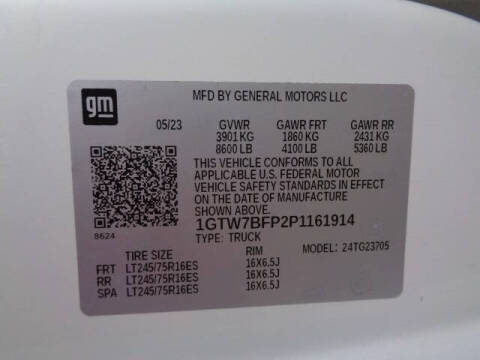 gm
MFD BY GENERAL MOTORS LLC
05/23 GVWR GAWR FRT GAWR RR
3901 KG 1860 KG 2431 KG
8600 LB 4100 LB 5360 LB
THIS VEHICLE CONFORMS TO ALL
APPLICABLE U.S. FEDERAL MOTOR
VEHICLE SAFETY STANDARDS IN EFFECT
ON THE DATE OF MANUFACTURE
SHOWN ABOVE.
8624 1GTW7BFP2P1161914
TYPE: TRUCK MODEL: 24TG23705
TIRE SIZE RIM
FRT LT245/75R16ES 16X6.5J
RR LT245/75R16ES 16X6.5J
SPA LT245/75R16ES 16X6.5J